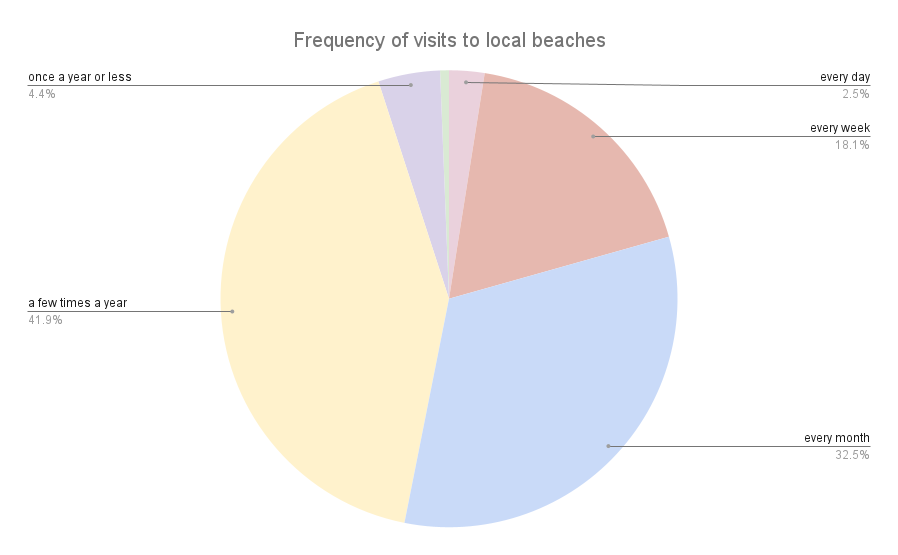 Frequency of visits to local beaches
once a year or less
4.4%
every day
2.5%
every week
18.1%
a few times a year
41.9%
every month
32.5%